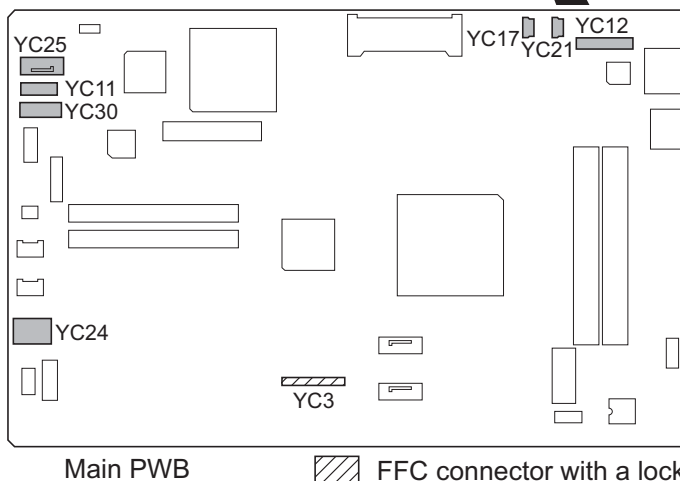 YC25
YC11
YC30
YC17
YC21
YC12
YC24
YC3
Main PWB
FFC connector with a lock